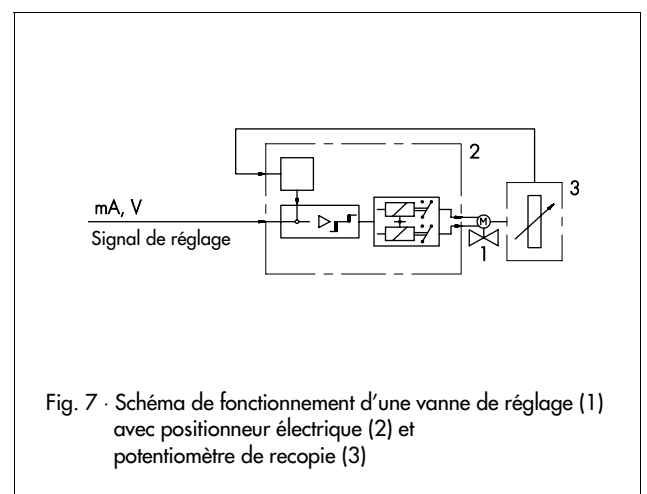 2
3
mA, V
Signal de réglage
M
1
Fig. 7 · Schéma de fonctionnement d’une vanne de réglage (1)
avec positionneur électrique (2) et
potentiomètre de recopie (3)